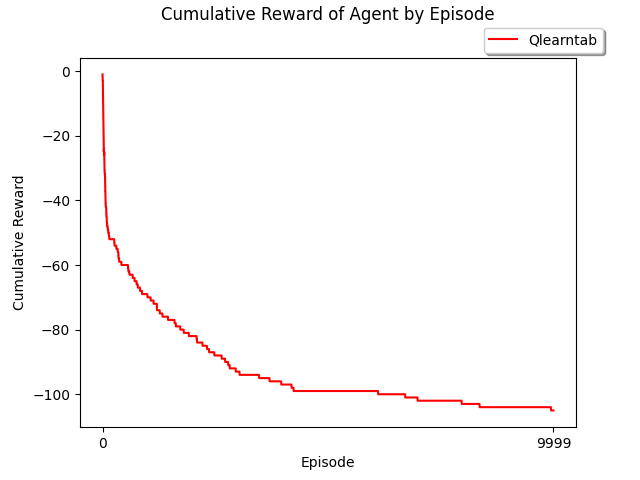 Cumulative Reward of Agent by Episode
Qlearntab
0
−20
−40
−60
−80
−100
Cumulative Reward
0 9999
Episode